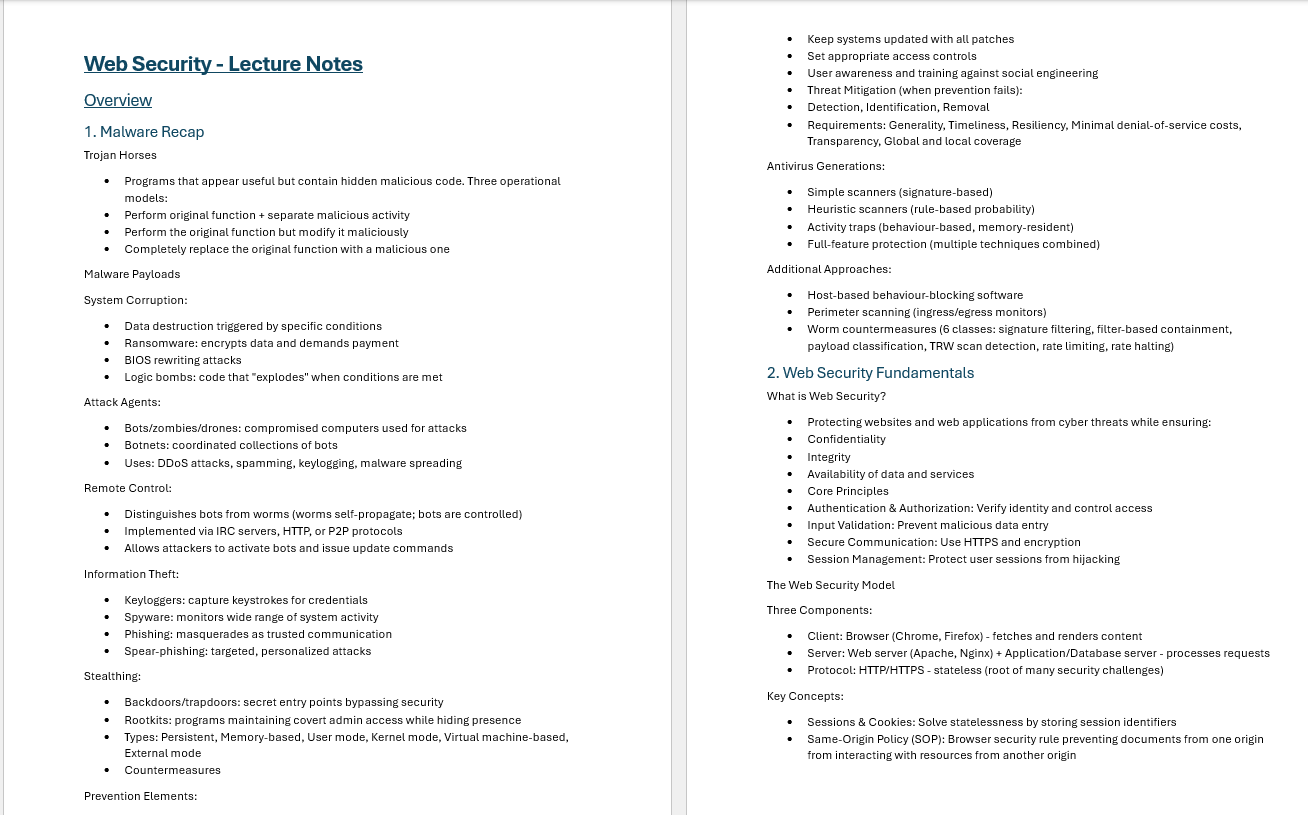 Web Security - Lecture Notes
Overview
1. Malware Recap
Trojan Horses
• Programs that appear useful but contain hidden malicious code. Three operational
models:
• Perform original function + separate malicious activity
• Perform the original function but modify it maliciously
• Completely replace the original function with a malicious one
Malware Payloads
System Corruption:
• Data destruction triggered by specific conditions
• Ransomware: encrypts data and demands payment
• BIOS rewriting attacks
• Logic bombs: code that "explodes" when conditions are met
Attack Agents:
• Bots/zombies/drones: compromised computers used for attacks
• Botnets: coordinated collections of bots
• Uses: DDoS attacks, spamming, keylogging, malware spreading
Remote Control:
• Distinguishes bots from worms (worms self-propagate; bots are controlled)
• Implemented via IRC servers, HTTP, or P2P protocols
• Allows attackers to activate bots and issue update commands
Information Theft:
• Keyloggers: capture keystrokes for credentials
• Spyware: monitors wide range of system activity
• Phishing: masquerades as trusted communication
• Spear-phishing: targeted, personalized attacks
Stealthing:
• Backdoors/trapdoors: secret entry points bypassing security
• Rootkits: programs maintaining covert admin access while hiding presence
• Types: Persistent, Memory-based, User mode, Kernel mode, Virtual machine-based,
External mode
• Countermeasures
Prevention Elements:
• Keep systems updated with all patches
• Set appropriate access controls
• User awareness and training against social engineering
• Threat Mitigation (when prevention fails):
• Detection, Identification, Removal
• Requirements: Generality, Timeliness, Resiliency, Minimal denial-of-service costs,
Transparency, Global and local coverage
Antivirus Generations:
• Simple scanners (signature-based)
• Heuristic scanners (rule-based probability)
• Activity traps (behaviour-based, memory-resident)
• Full-feature protection (multiple techniques combined)
Additional Approaches:
• Host-based behaviour-blocking software
• Perimeter scanning (ingress/egress monitors)
• Worm countermeasures (6 classes: signature filtering, filter-based containment,
payload classification, TRW scan detection, rate limiting, rate halting)
2. Web Security Fundamentals
What is Web Security?
• Protecting websites and web applications from cyber threats while ensuring:
• Confidentiality
• Integrity
• Availability of data and services
• Core Principles
• Authentication & Authorization: Verify identity and control access
• Input Validation: Prevent malicious data entry
• Secure Communication: Use HTTPS and encryption
• Session Management: Protect user sessions from hijacking
The Web Security Model
Three Components:
• Client: Browser (Chrome, Firefox) - fetches and renders content
• Server: Web server (Apache, Nginx) + Application/Database server - processes requests
• Protocol: HTTP/HTTPS - stateless (root of many security challenges)
Key Concepts:
• Sessions & Cookies: Solve statelessness by storing session identifiers
• Same-Origin Policy (SOP): Browser security rule preventing documents from one origin
from interacting with resources from another origin